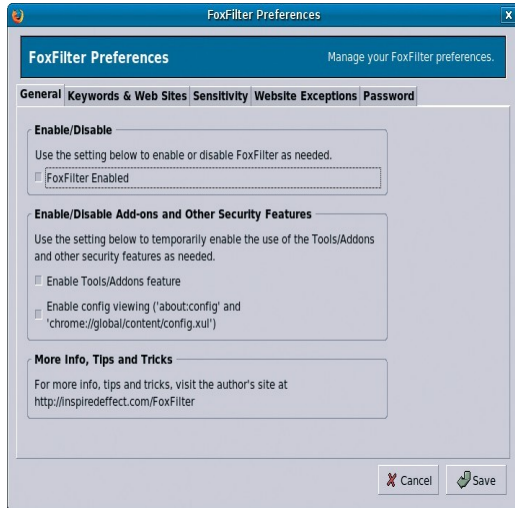 FoxFilter Preferences
X
FoxFilter Preferences
Manage your FoxFilter preferences.
General Keywords & Web Sites Sensitivity Website Exceptions Password
Enable/Disable
Use the setting below to enable or disable FoxFilter as needed.
FoxFilter Enabled
Enable/Disable Add-ons and Other Security Features
Use the setting below to temporarily enable the use of the Tools/Addons
and other security features as needed.
Enable Tools/Addons feature
Enable config viewing ('about:config' and
'chrome://global/content/config.xul')
More Info, Tips and Tricks
For more info, tips and tricks, visit the author's site at
http://inspiredeffect.com/FoxFilter
Cancel Save